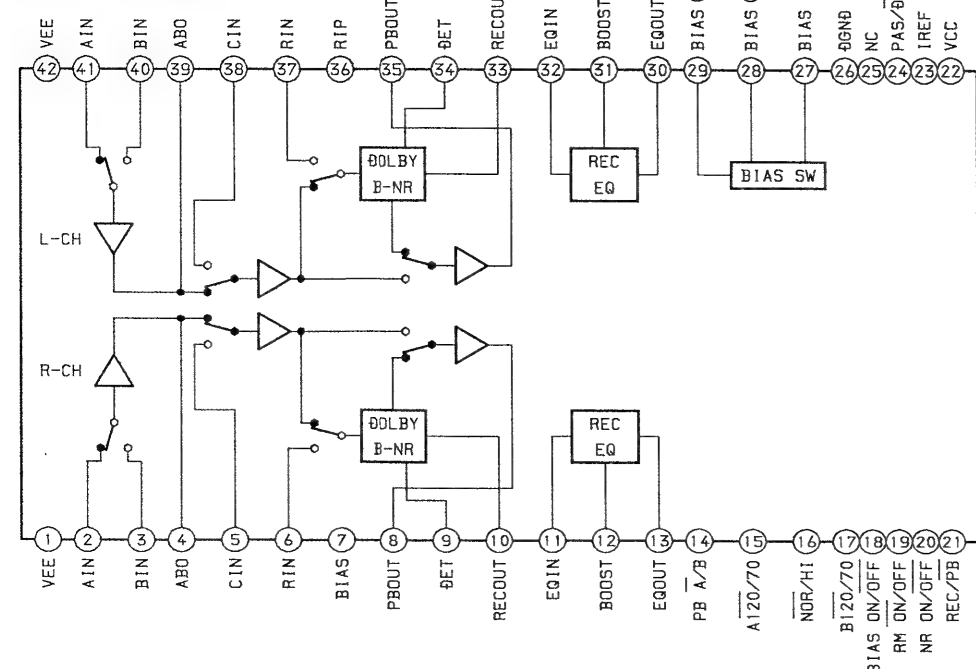 VEE
AIN
BIN
ABO
CIN
RIN
RIP
PBOUT
DET
RECOU
EQIN
BOOST
EQOUT
BIAS
BIAS
BIAS
DGND
NC
PAS/D
IREF
VCC
42
41
40
39
38
37
36
35
34
33
32
31
30
29
28
27
26
25
24
23
22
DOLBY
B-NR
REC
EQ
BIAS SW
L-CH
R-CH
DOLBY
B-NR
REC
EQ
1
2
3
4
5
6
7
8
9
10
11
12
13
14
15
16
17
18
19
20
21
VEE
AIN
BIN
ABO
CIN
RIN
BIAS
PBOUT
DET
RECOUT
EQIN
BOOST
EQOUT
PB A/B
A120/70
NOR/HI
B120/70
BIAS ON/OFF
RM ON/OFF
NR ON/OFF
REC/PB